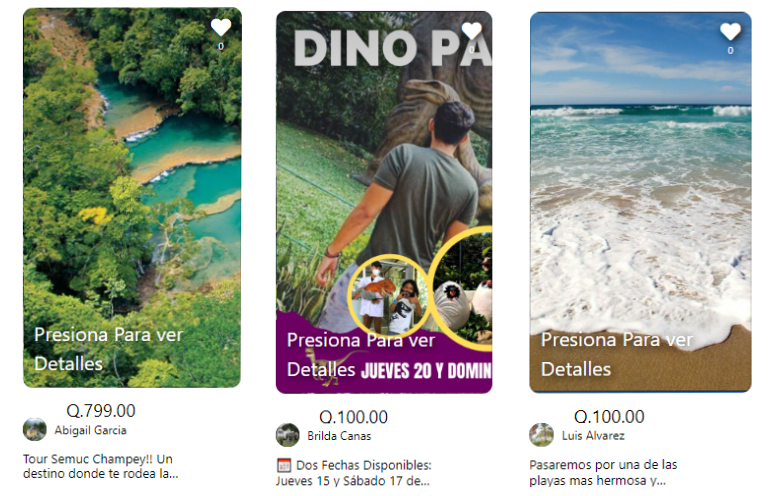 0
Presiona Para ver
Detalles
Q.799.00
Abigail Garcia
Tour Semuc Champey!! Un
destino donde te rodea la...
DINO PA
0
Presiona Para ver
Detalles
JUEVES 20 Y DOMIN
Q.100.00
Brilda Canas
Dos Fechas Disponibles:
Jueves 15 y Sábado 17 de...
0
Presiona Para ver
Detalles
Q.100.00
Luis Alvarez
Pasaremos por una de las
playas mas hermosa y...